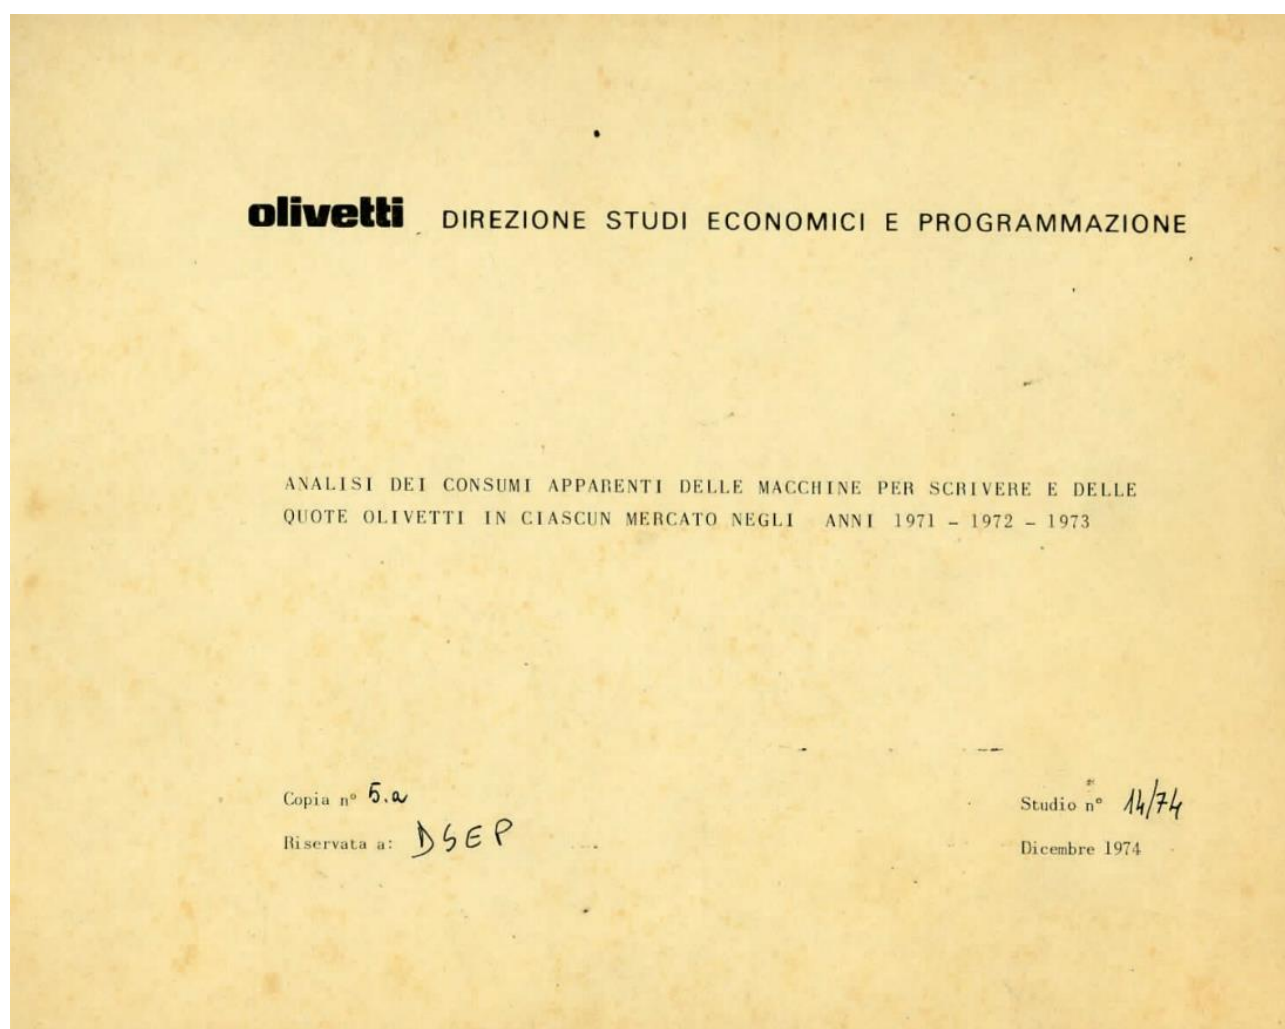 olivetti DIREZIONE STUDI ECONOMICI E PROGRAMMAZIONE
ANALISI DEI CONSUMI APPARENTI DELLE MACCHINE PER SCRIVERE E DELLE
QUOTE OLIVETTI IN CIASCUN MERCATO NEGLI ANNI 1971 - 1972 - 1973
Copia n° 5.a
Riservata a: DSEP
Studio n° 14/74
Dicembre 1974